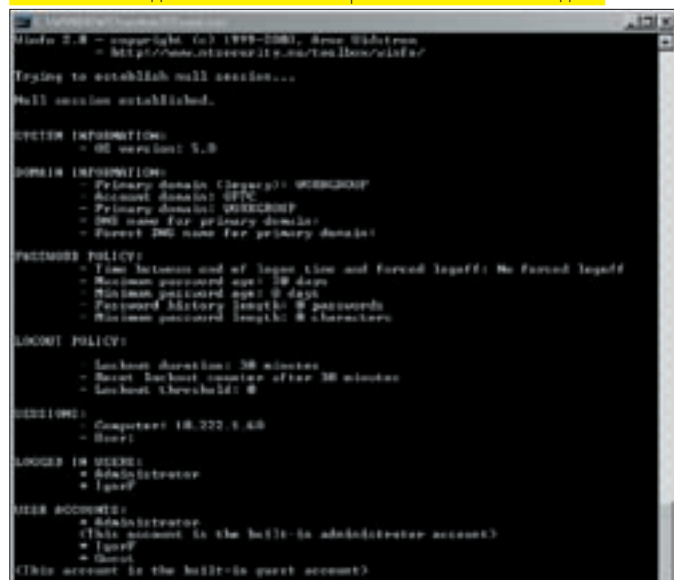 Winfo 2.0 - copyright (c) 1999-2003, Arne Vidstrom
- http://www.ntsecurity.nu/toolbox/winfo/
Trying to establish null session...
Null session established.
SYSTEM INFORMATION:
- OS version: 5.0
DOMAIN INFORMATION:
- Primary domain (legacy): WORKGROUP
- Account domain:
- Primary domain: WORKGROUP
- DNS name for primary domain:
- Forest DNS name for primary domain:
PASSWORD POLICY:
- Time between end of logon time and forced logoff: No forced logoff
- Maximum password age: days
- Minimum password age: 0 days
- Password history length: 0 passwords
- Minimum password length: 0 characters
LOCKOUT POLICY:
- Lockout duration: 30 minutes
- Reset lockout counter after 30 minutes
- Lockout threshold: 0
SESSIONS:
- Computer: 10.222.1.60
- User:
LOGGED IN USERS:
* Administrator
* IgorF
USER ACCOUNTS:
* Administrator
(This account is the built-in administrator account)
* IgorF
* Guest
(This account is the built-in guest account)